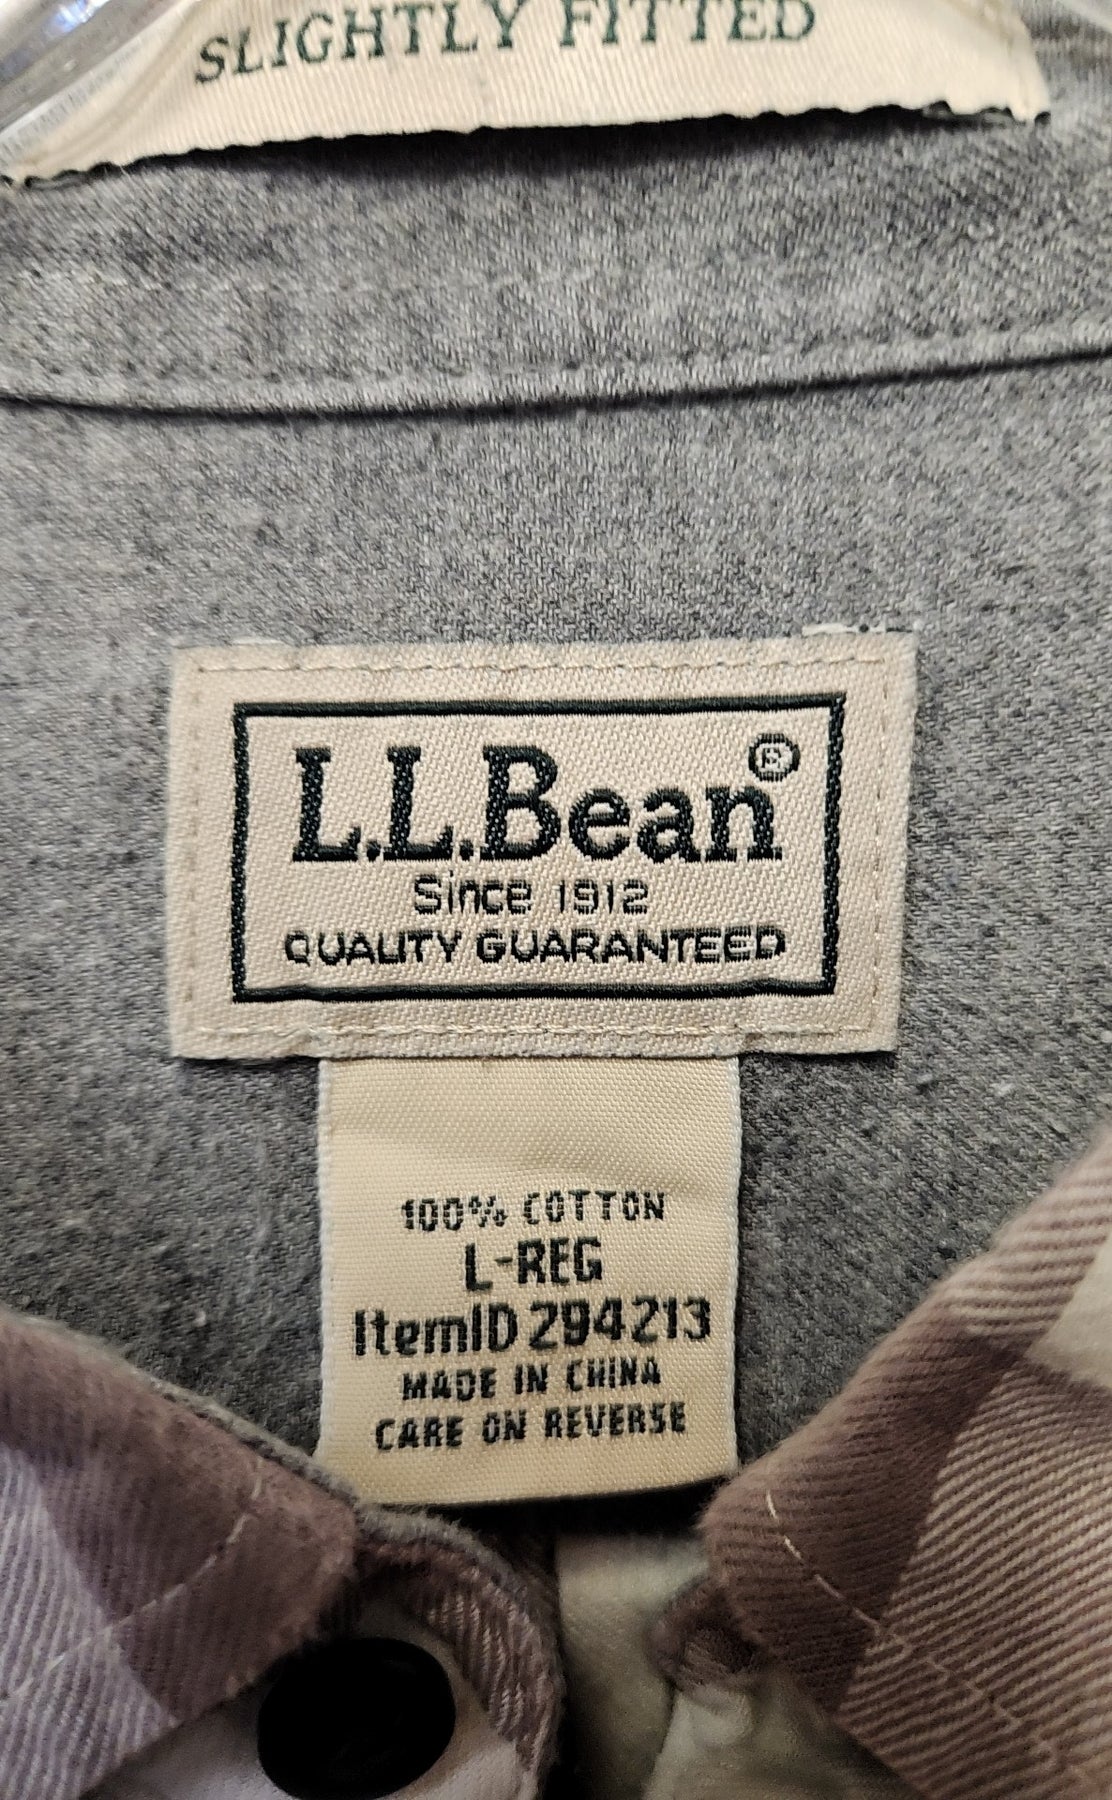 SLIGHTLY FITTED
L.L.Bean®
Since 1912
QUALITY GUARANTEED
100% COTTON
L-REG
ItemID 294213
MADE IN CHINA
CARE ON REVERSE